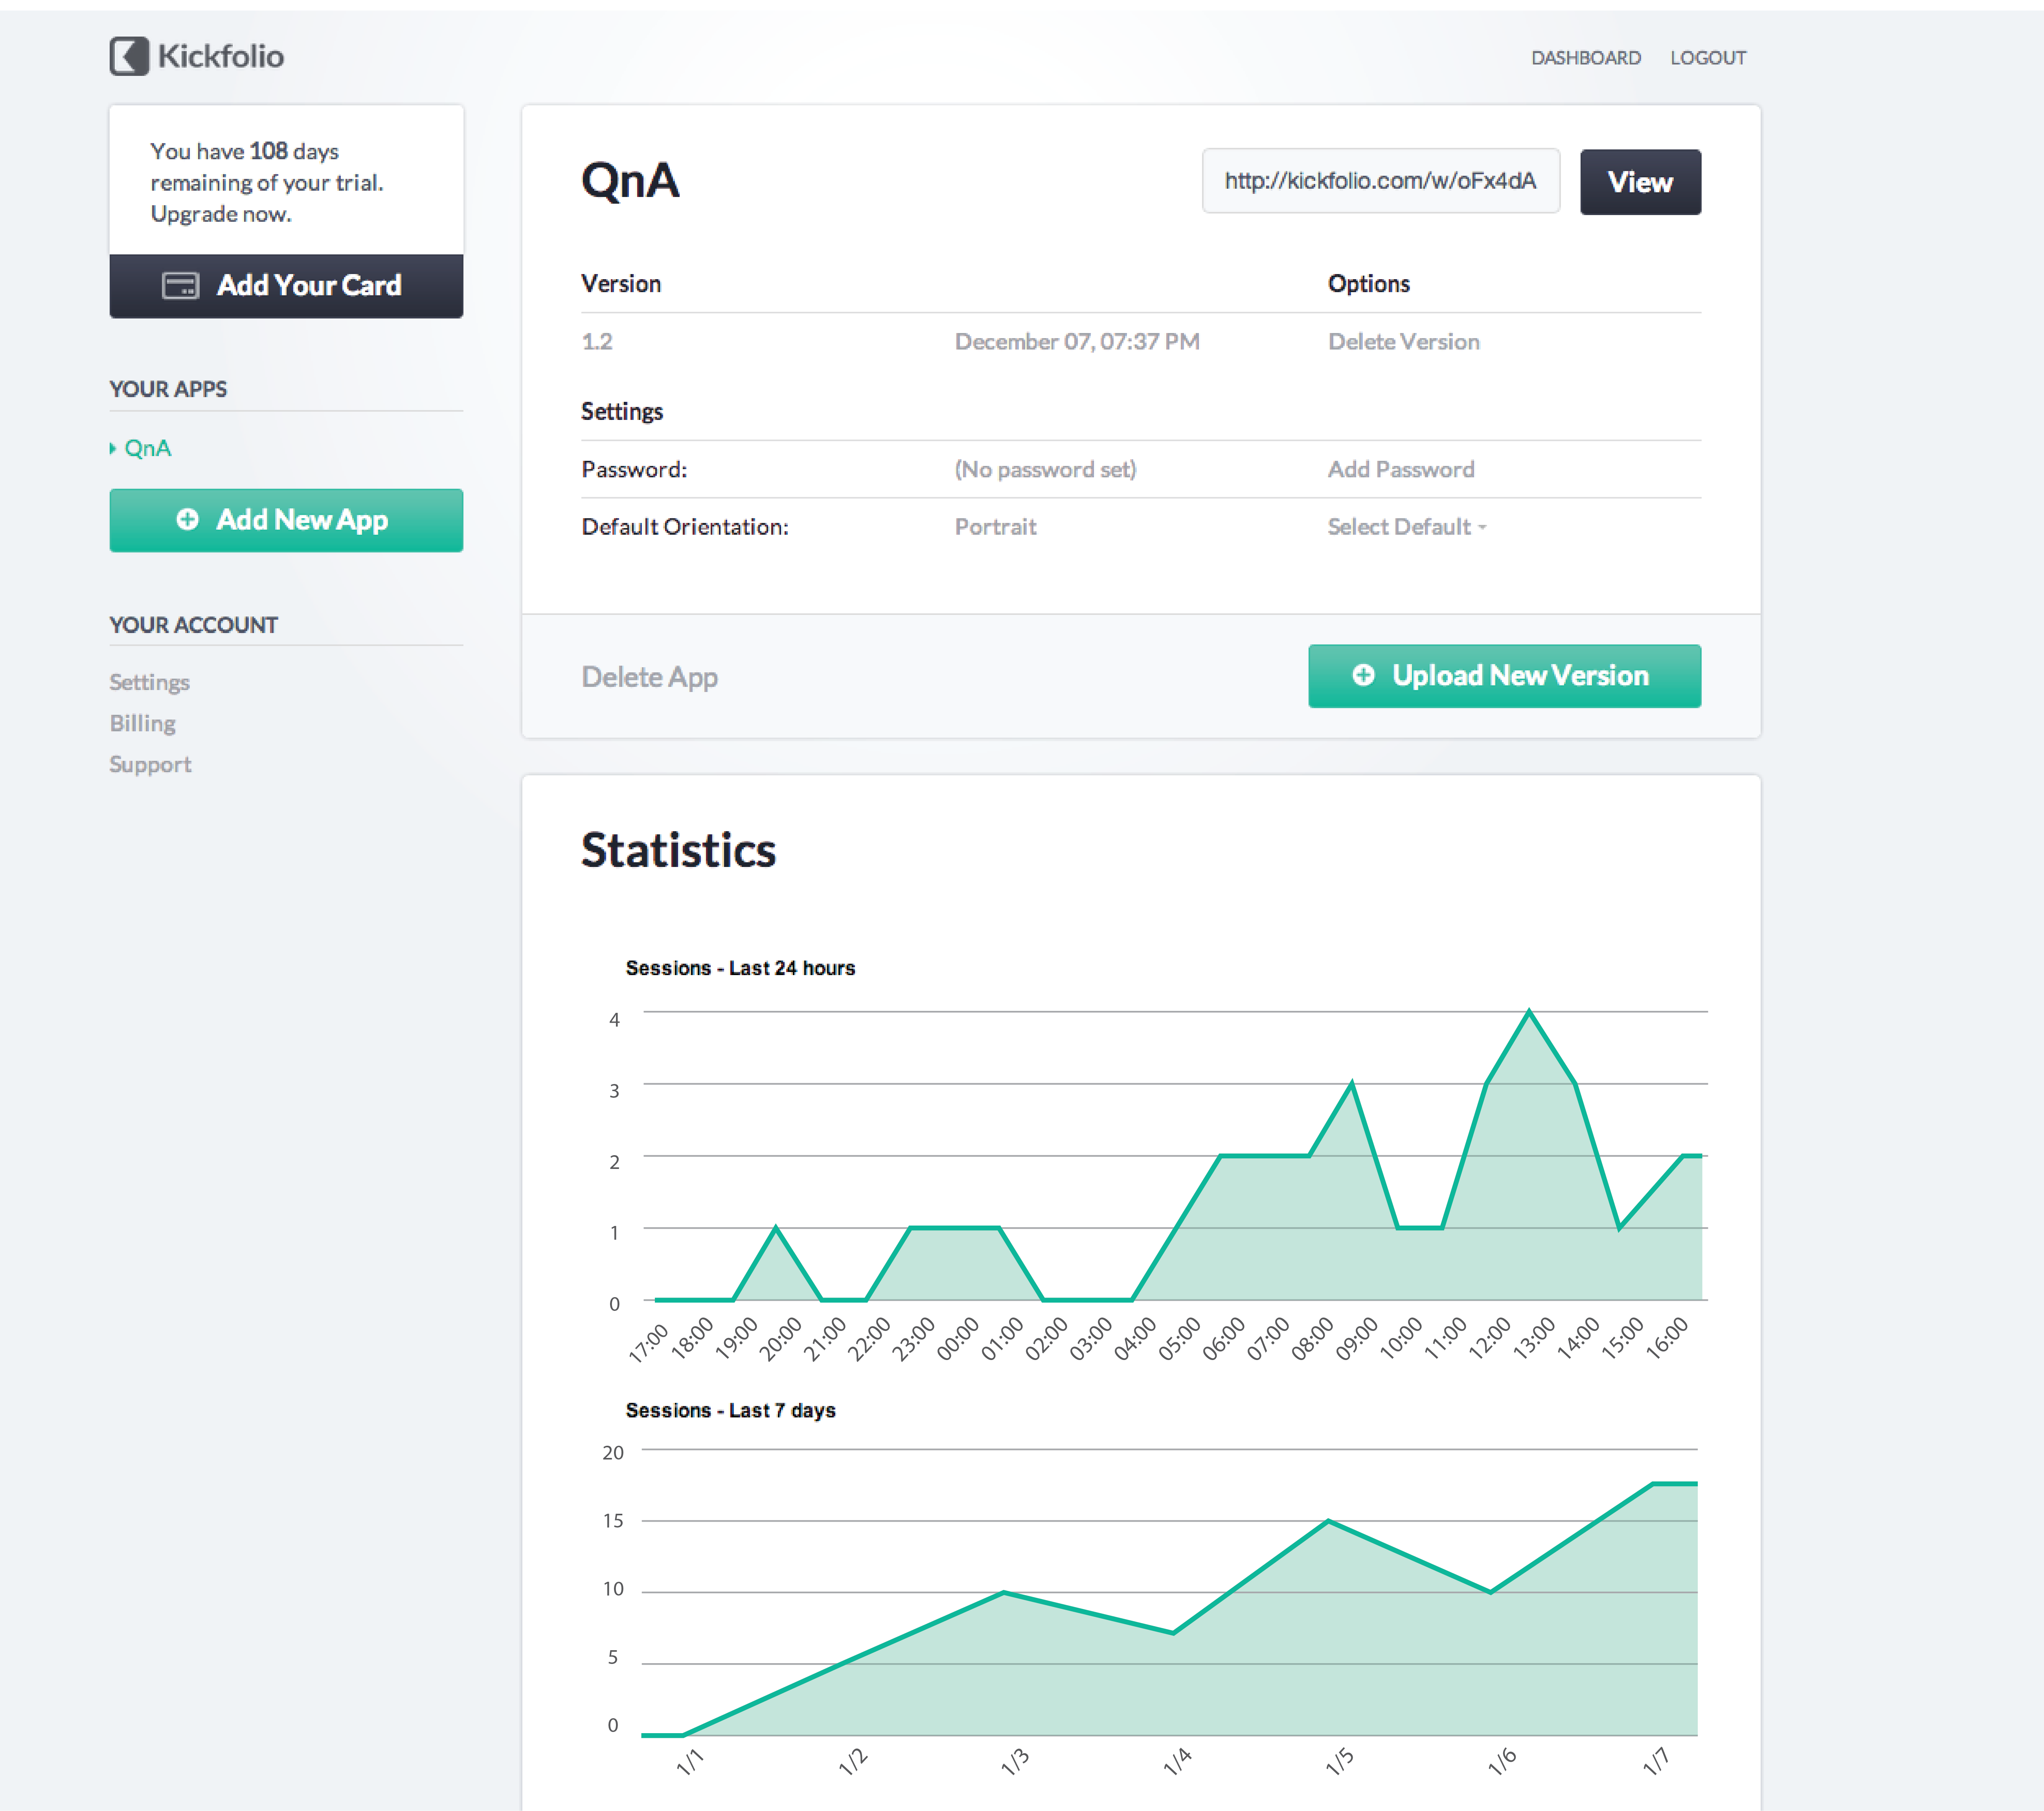 Kickfolio
DASHBOARD LOGOUT
You have 108 days
remaining of your trial.
Upgrade now.
Add Your Card
YOUR APPS
QnA
Add New App
YOUR ACCOUNT
Settings
Billing
Support
QnA
http://kickfolio.com/w/oFx4dA View
Version Options
1.2 December 07, 07:37 PM Delete Version
Settings
Password: (No password set) Add Password
Default Orientation: Portrait Select Default
Delete App Upload New Version
Statistics
Sessions - Last 24 hours
4
3
2
1
0
17:00 18:00 19:00 20:00 21:00 22:00 23:00 00:00 01:00 02:00 03:00 04:00 05:00 06:00 07:00 08:00 09:00 10:00 11:00 12:00 13:00 14:00 15:00 16:00
Sessions - Last 7 days
20
15
10
5
0
1/1 1/2 1/3 1/4 1/5 1/6 1/7